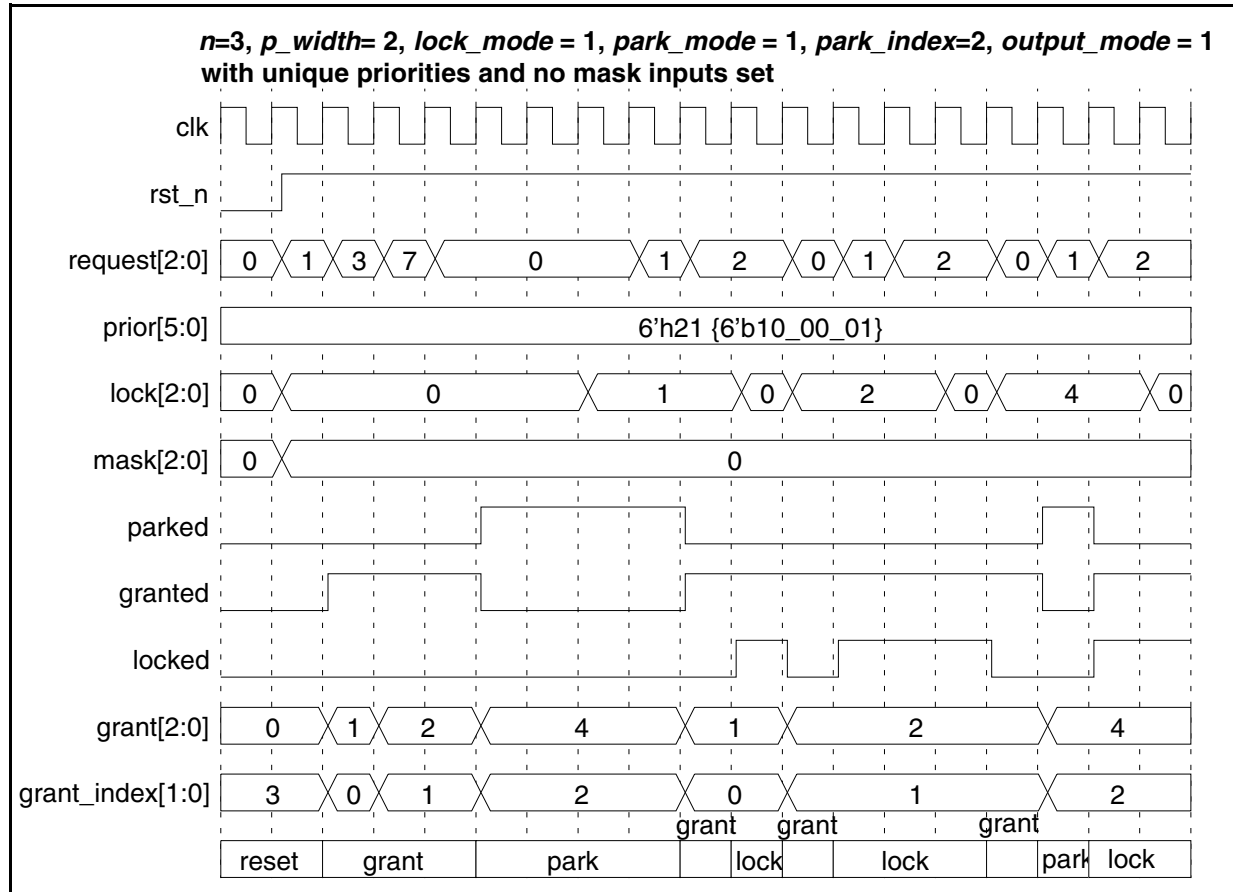 n=3, p_width= 2, lock_mode = 1, park_mode = 1, park_index=2, output_mode = 1
with unique priorities and no mask inputs set
clk
rst_n
request[2:0] 0 1 3 7 0 1 2 0 1 2 0 1 2
prior[5:0] 6’h21 {6’b10_00_01}
lock[2:0] 0 0 1 0 2 0 4 0
mask[2:0] 0 0
parked
granted
locked
grant[2:0] 0 1 2 4 1 2 4
grant_index[1:0] 3 0 1 2 0 1 2
grant grant grant
reset grant park lock lock park lock